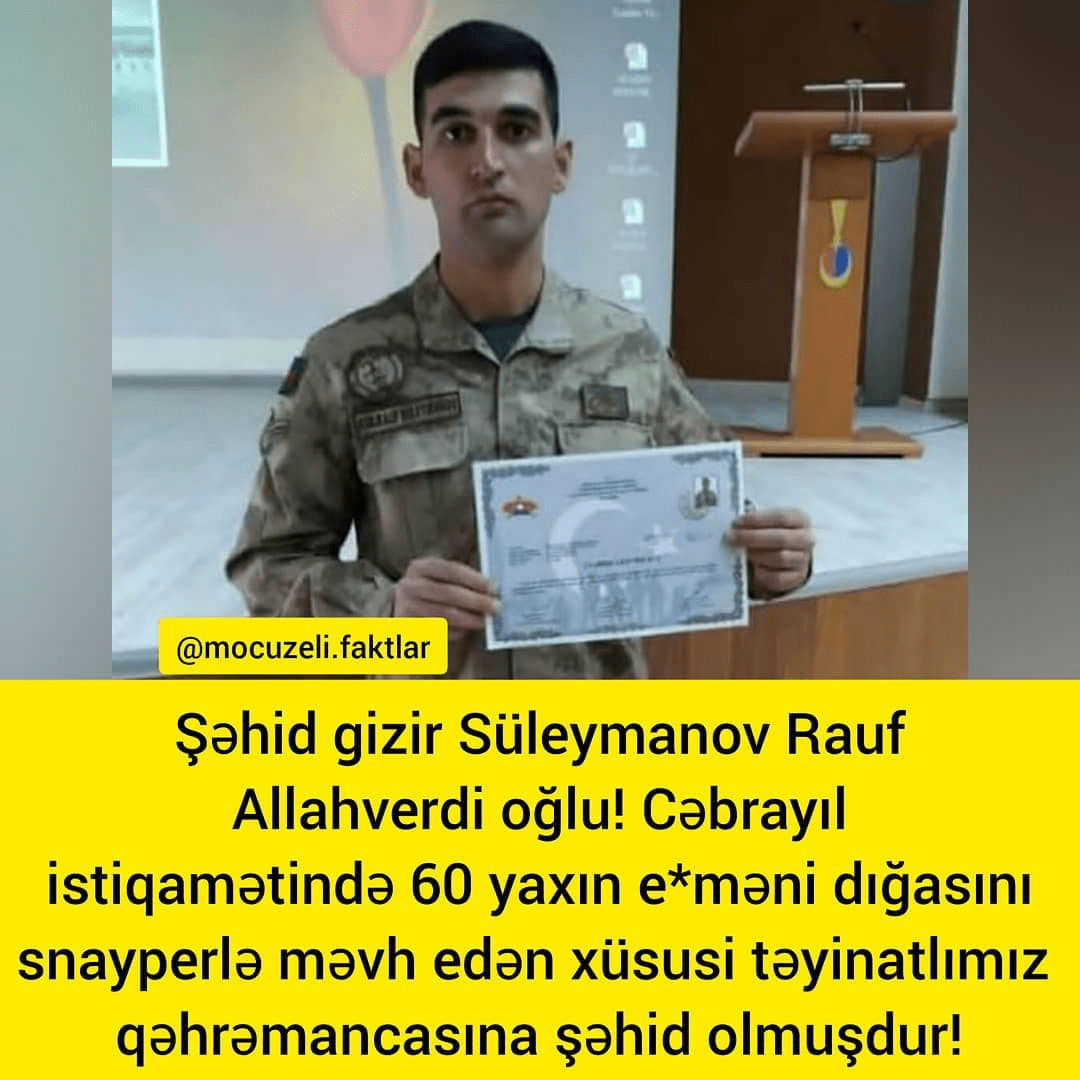 @mocuzeli.faktlar
Şəhid gizir Süleymanov Rauf
Allahverdi oğlu! Cəbrayıl
istiqamətində 60 yaxın e*məni dığasını
snayperlə məvh edən xüsusi təyinatlımız
qəhrəmancasına şəhid olmuşdur!